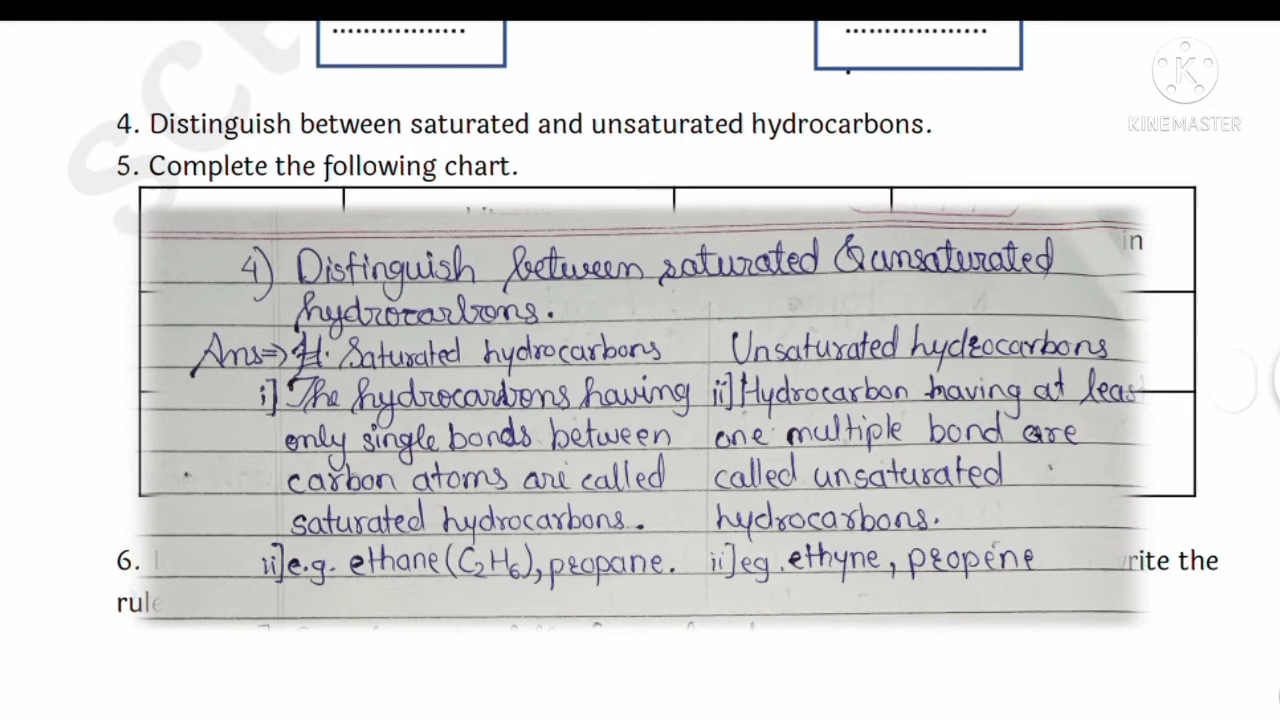 .................
..................
KINEMASTER
4. Distinguish between saturated and unsaturated hydrocarbons.
5. Complete the following chart.
in
4) Distinguish between saturated & unsaturated
hydrocarbons.
Ans=> Saturated hydrocarbons
Unsaturated hydrocarbons
i] The hydrocarbons having
only single bonds between
carbon atoms are called
saturated hydrocarbons.
ii] e.g. ethane (C2H6), propane.
ii] Hydrocarbon having at least
one multiple bond are
called unsaturated
hydrocarbons.
ii] eg. ethyne, propene
6.
rite the
rule